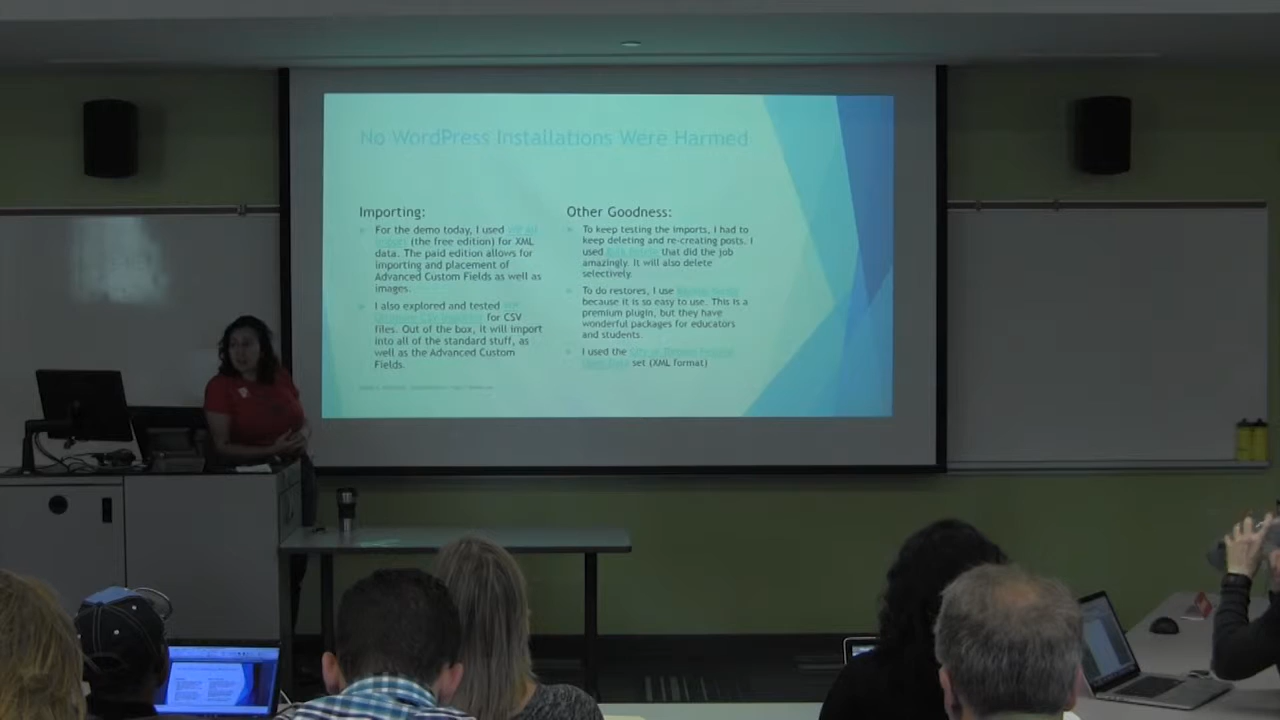 No WordPress Installations Were Harmed
Importing:
For the demo today, I used
(the free edition) for XML
data. The paid edition allows for
importing and placement of
Advanced Custom Fields as well as
images.
I also explored and tested
for CSV
files. Out of the box, it will import
into all of the standard stuff, as
well as the Advanced Custom
Fields.
Other Goodness:
To keep testing the imports, I had to
keep deleting and re-creating posts. I
used that did the job
amazingly. It will also delete
selectively.
To do restores, I use
because it is so easy to use. This is a
premium plugin, but they have
wonderful packages for educators
and students.
I used the
set (XML format)